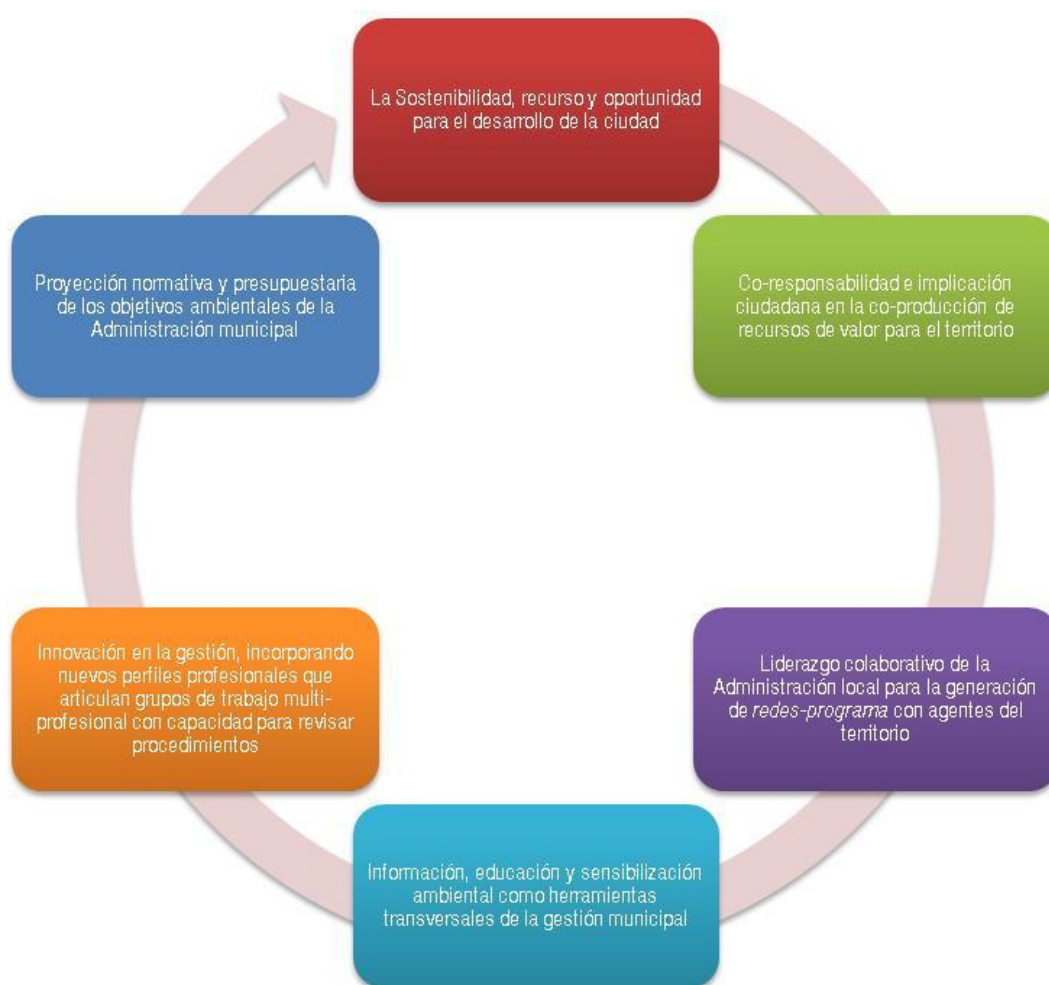 La Sostenibilidad, recurso y oportunidad
para el desarrollo de la ciudad
Co-responsabilidad e implicación
ciudadana en la co-producción de
recursos de valor para el territorio
Liderazgo colaborativo de la
Administración local para la generación
de redes-programa con agentes del
territorio
Información, educación y sensibilización
ambiental como herramientas
transversales de la gestión municipal
Innovación en la gestión, incorporando
nuevos perfiles profesionales que
articulan grupos de trabajo multi-
profesional con capacidad para revisar
procedimientos
Proyección normativa y presupuestaria
de los objetivos ambientales de la
Administración municipal